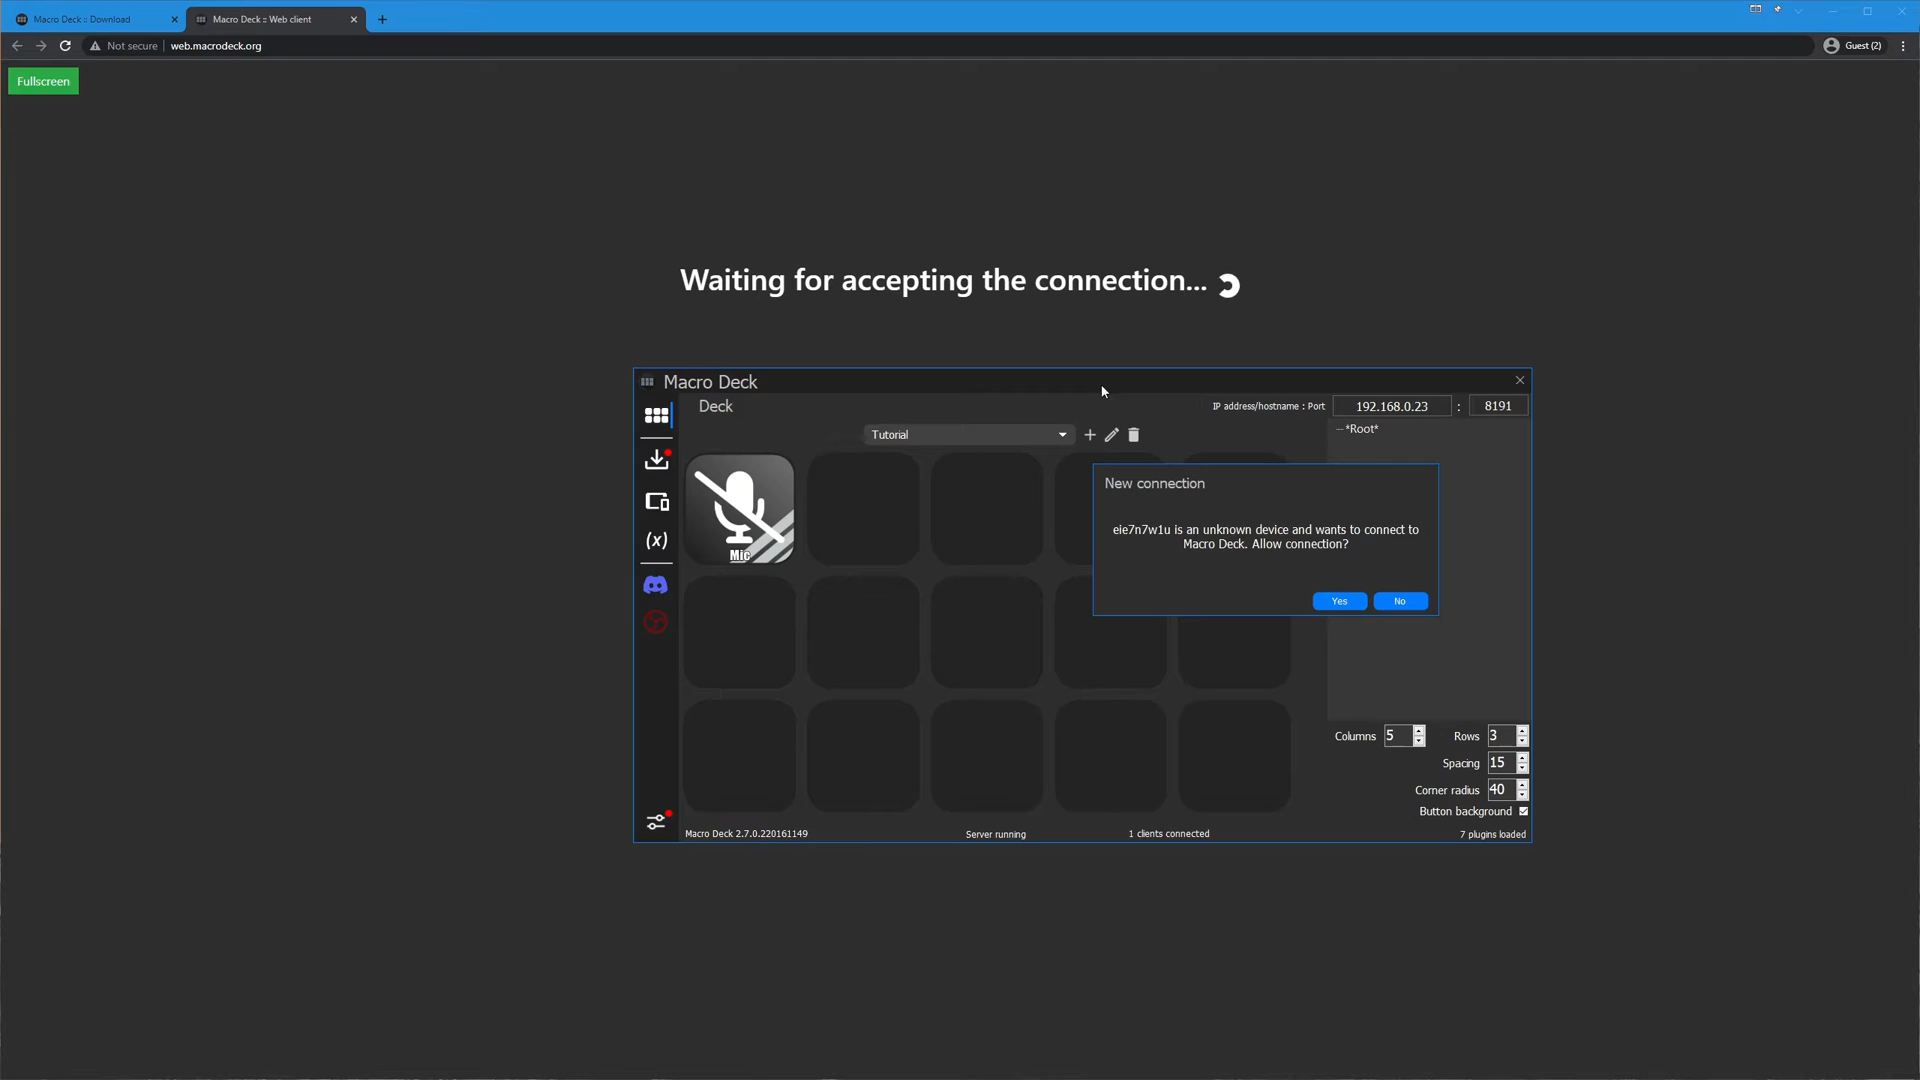 Macro Deck :: Download
Macro Deck :: Web client
Not secure
web.macrodeck.org
Guest (2)
Fullscreen
Waiting for accepting the connection...
Macro Deck
Deck
IP address/hostname : Port
192.168.0.23
:
8191
Tutorial
*Root*
Mic
New connection
eie7n7w1u is an unknown device and wants to connect to
Macro Deck. Allow connection?
Yes
No
(x)
Columns
5
Rows
3
Spacing
15
Corner radius
40
Button background
Macro Deck 2.7.0.220161149
Server running
1 clients connected
7 plugins loaded